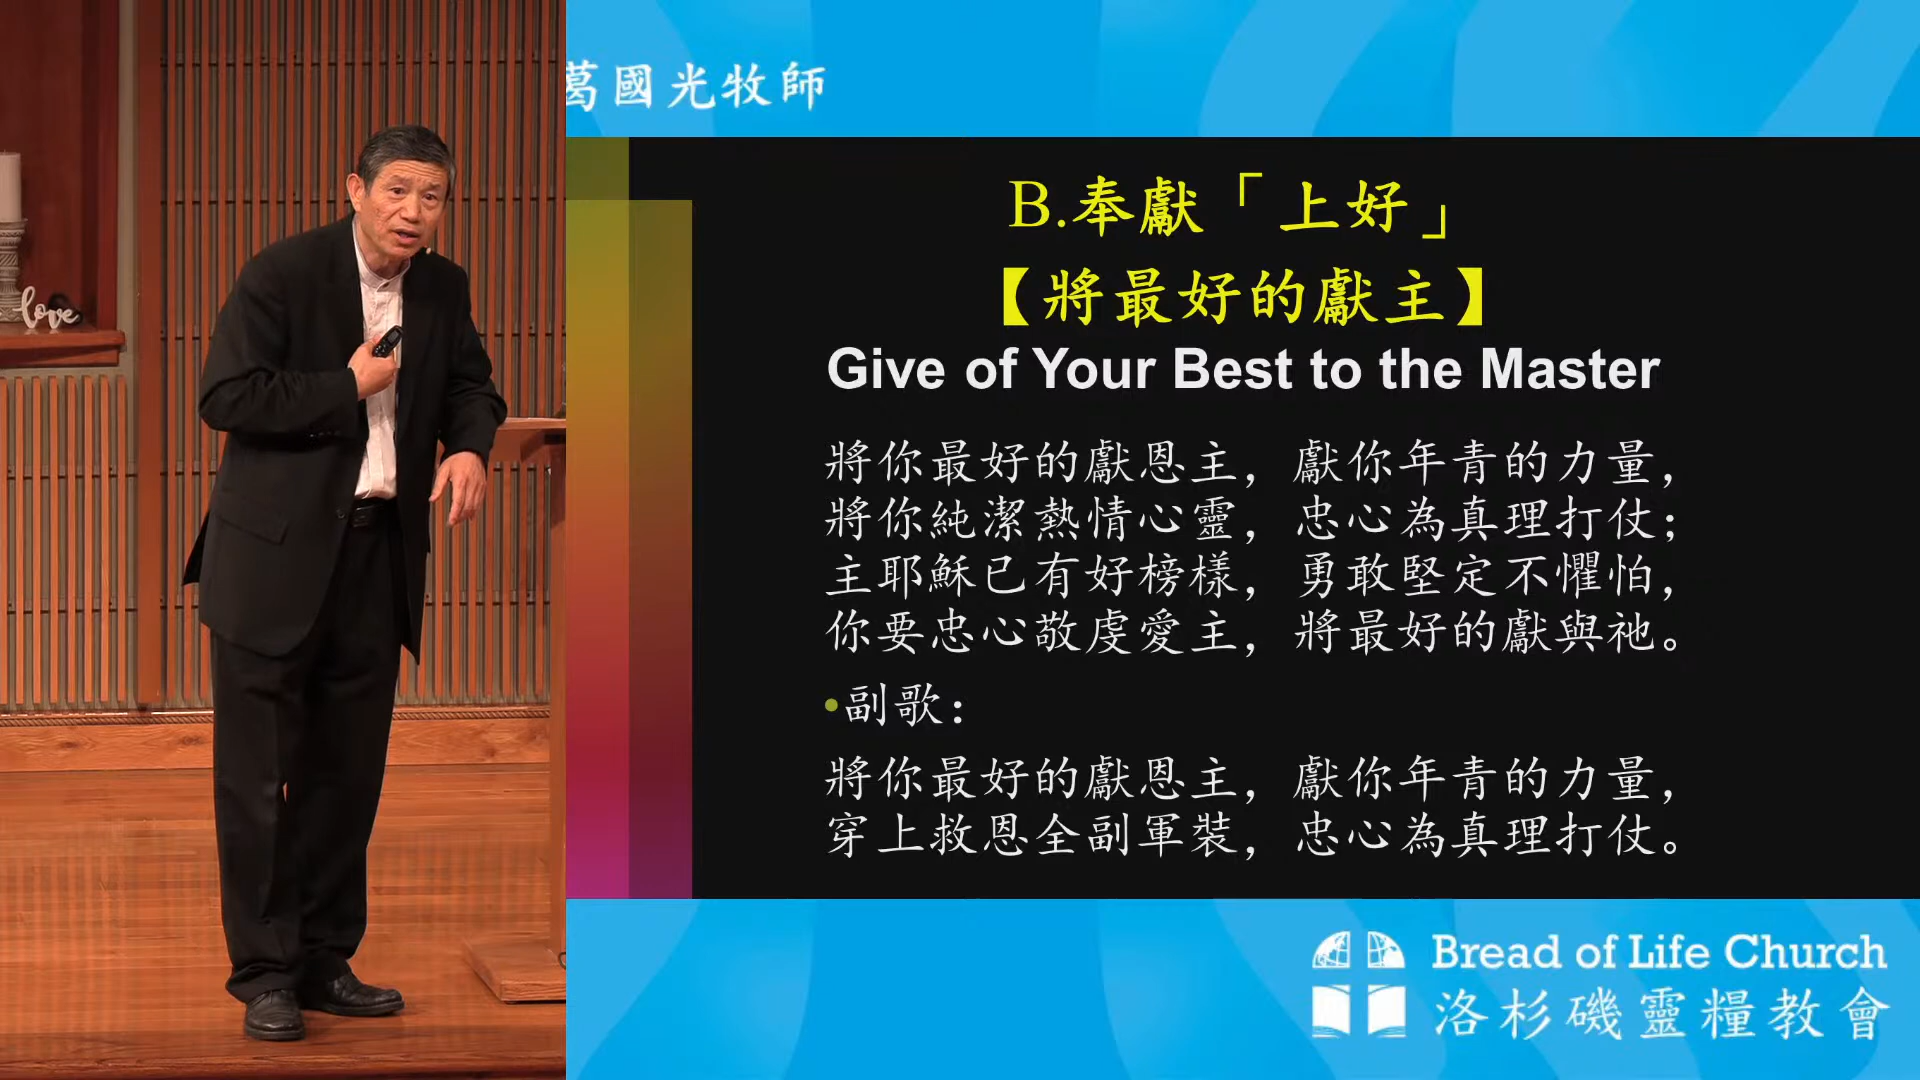 葛國光牧師
B.奉獻「上好」
【將最好的獻主】
Give of Your Best to the Master
將你最好的獻恩主，獻你年青的力量，
將你純潔熱情心靈，忠心為真理打仗；
主耶穌已有好榜樣，勇敢堅定不懼怕，
你要忠心敬虔愛主，將最好的獻與祂。
•副歌：
將你最好的獻恩主，獻你年青的力量，
穿上救恩全副軍裝，忠心為真理打仗。
love
Bread of Life Church
洛杉磯靈糧教會